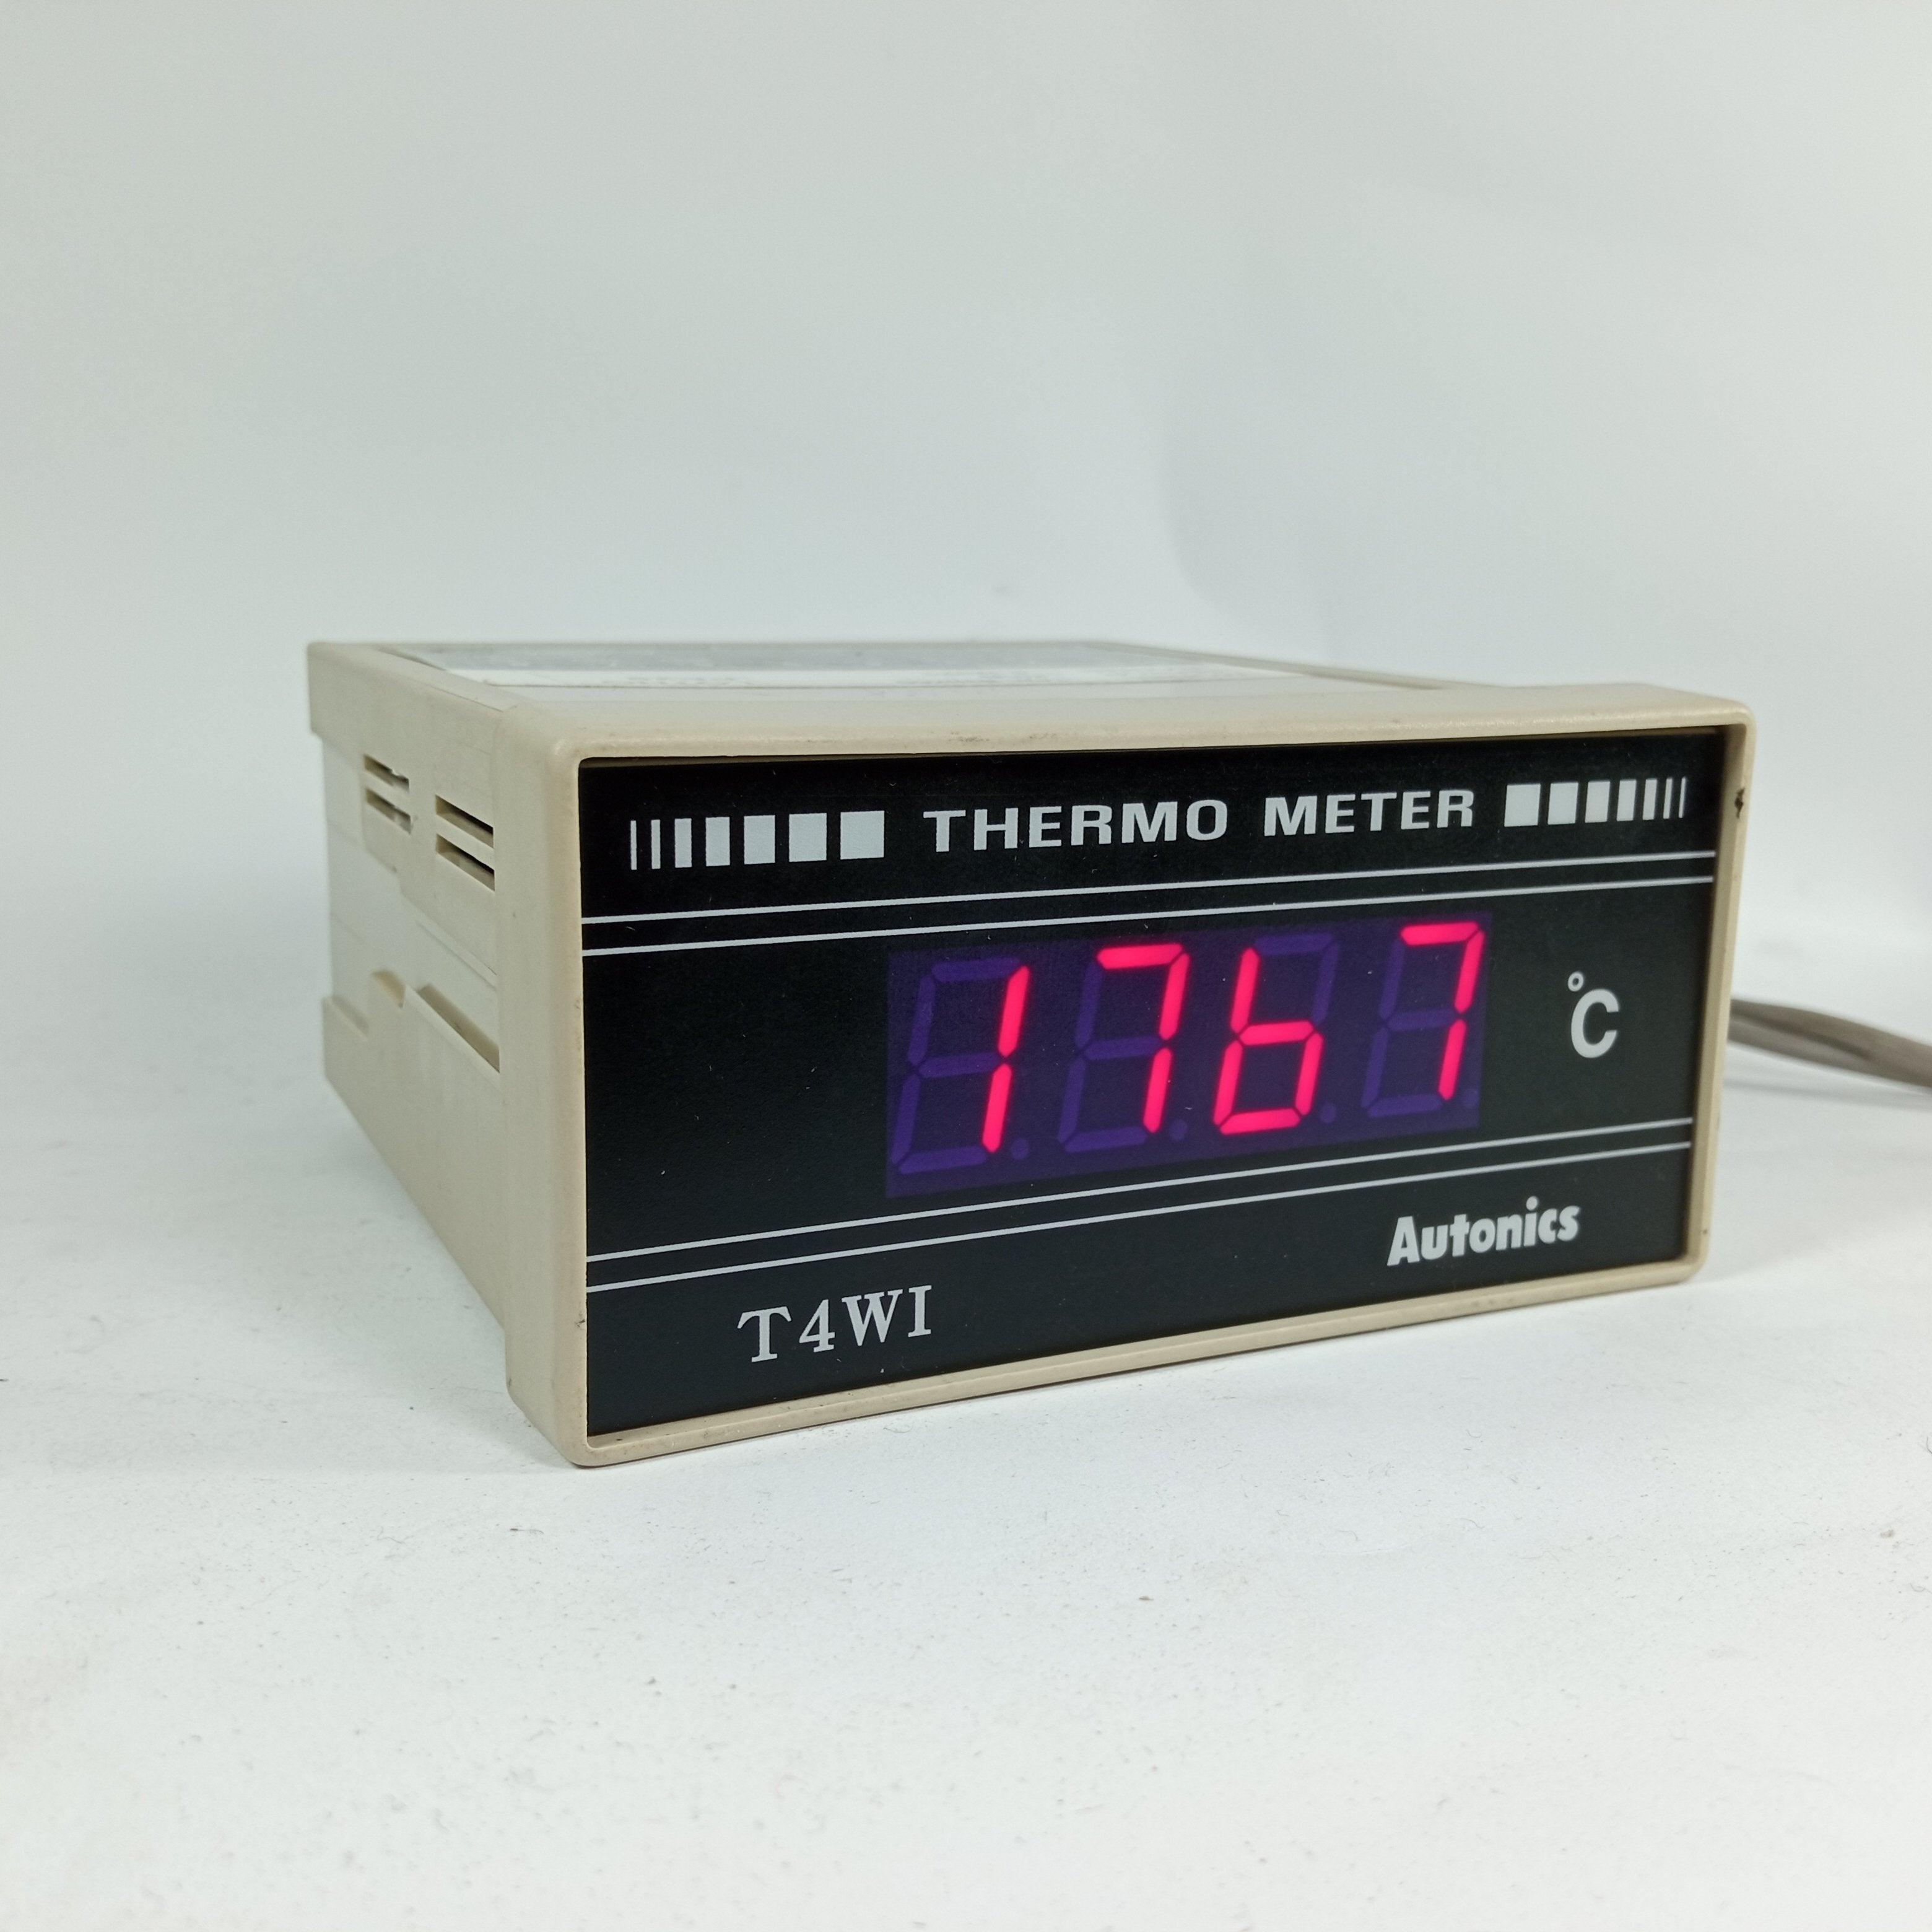 THERMO METER
1767
°C
Autonics
T4WI